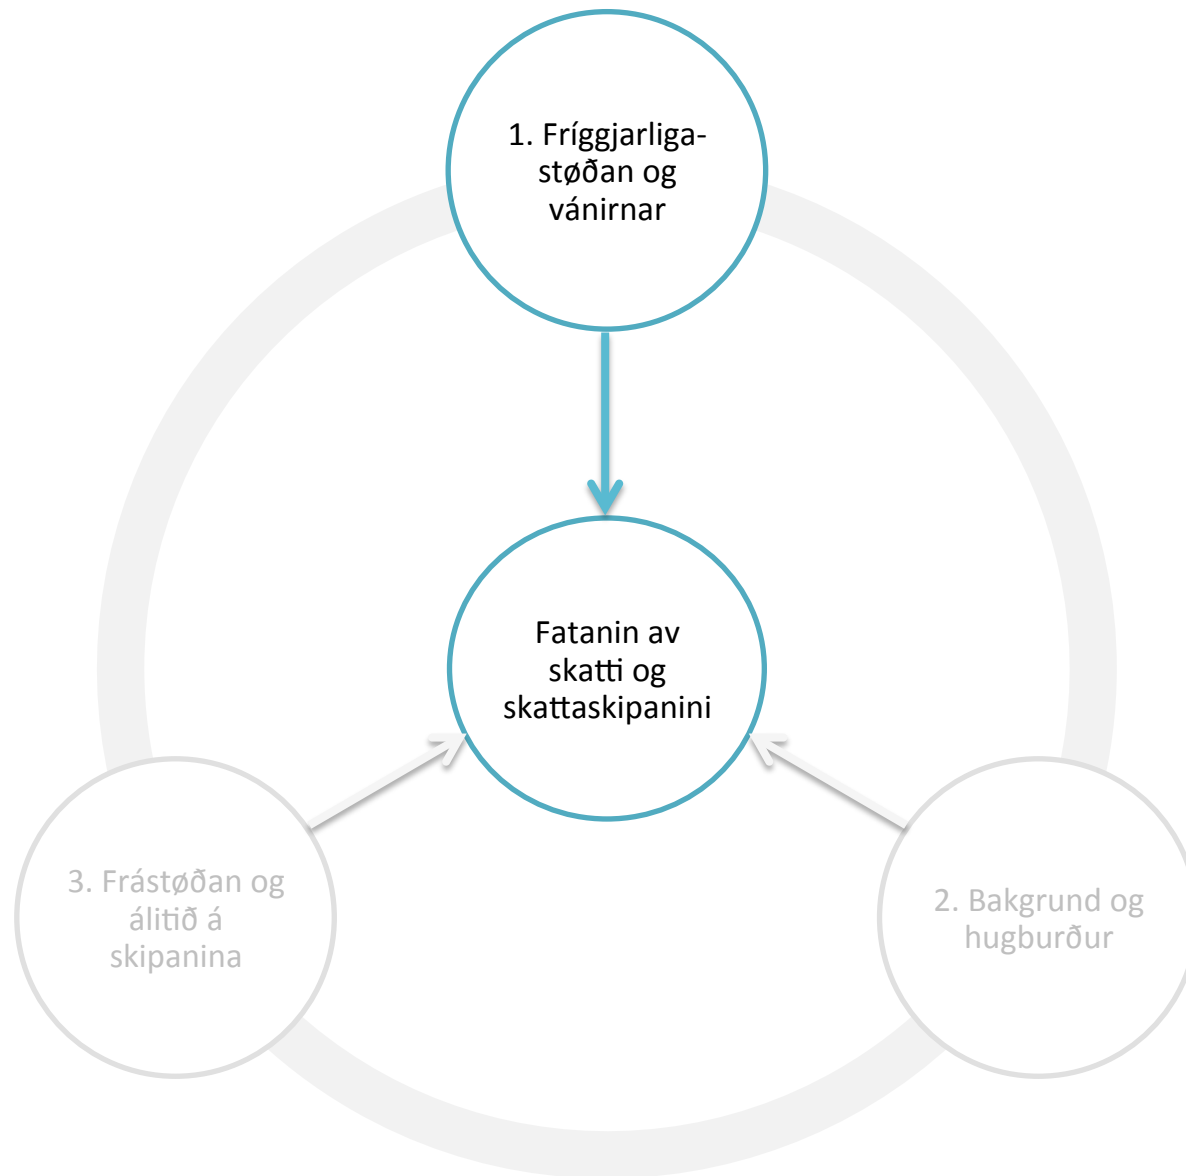 1. Fríggjarliga-
støðan og
vánirnar
Fatanin av
skatti og
skattaskipanini
3. Frástøðan og
álitið á
skipanina
2. Bakgrund og
hugburður